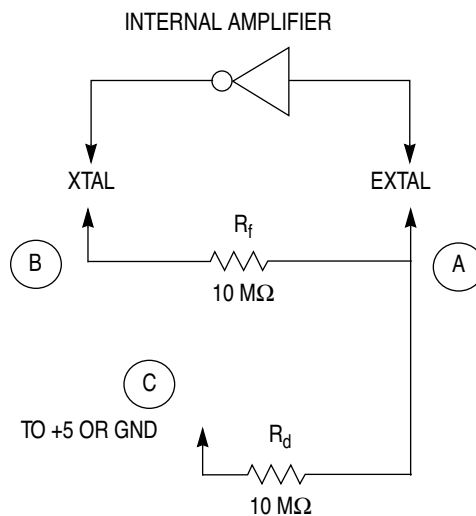 INTERNAL AMPLIFIER
XTAL
EXTAL
Rf
10 MΩ
B
A
C
TO +5 OR GND
Rd
10 MΩ